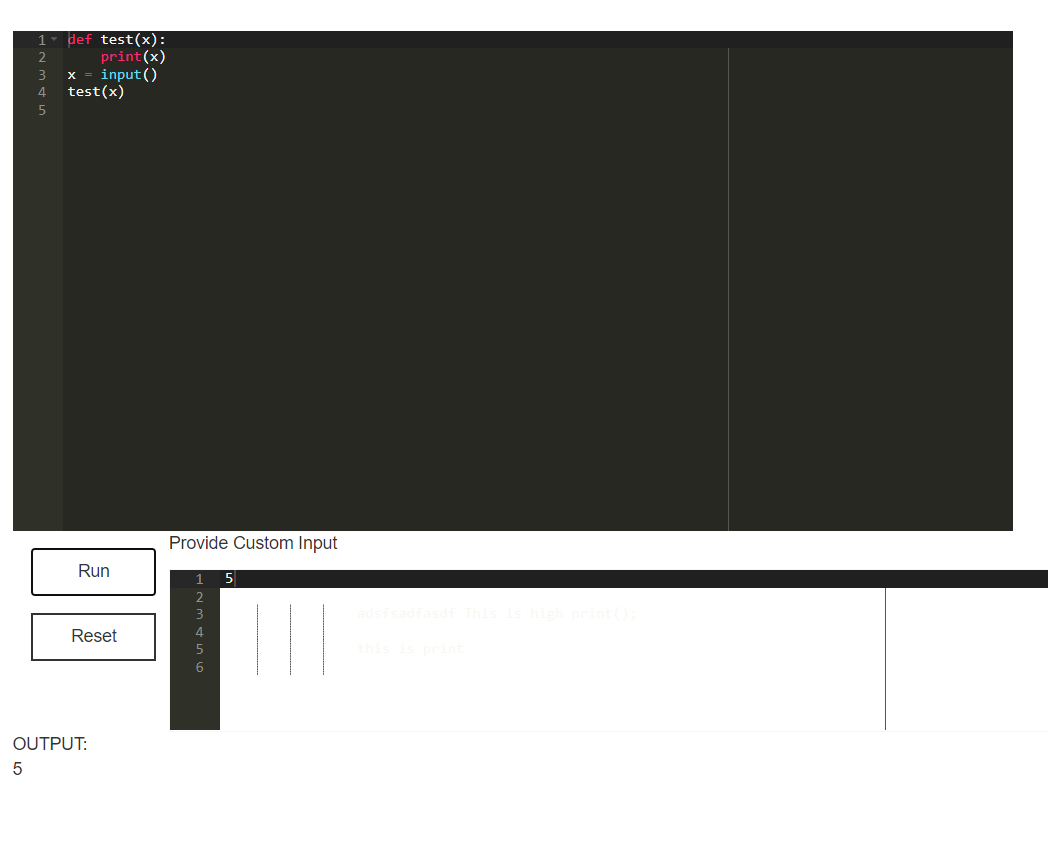 1 def test(x):
2     print(x)
3 x = input()
4 test(x)
5
Provide Custom Input
Run
Reset
1 5
2
3 adsfsadfasdf This is high print();
4
5 this is print
6
OUTPUT:
5